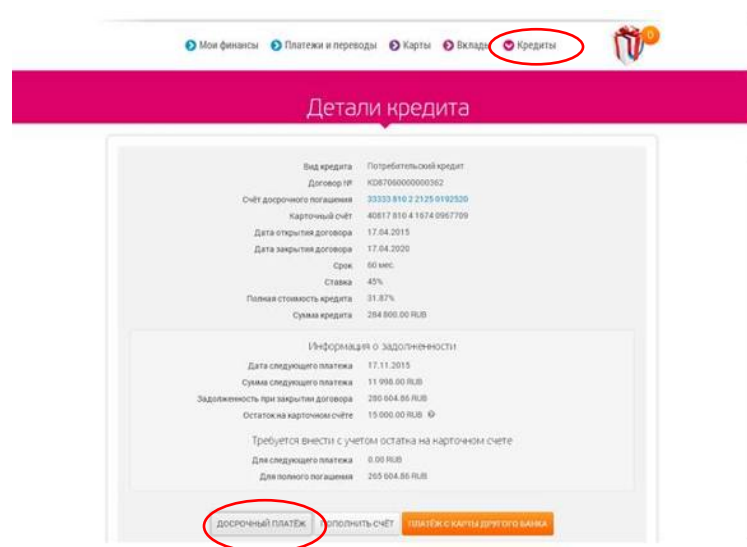 Мои финансы Платежи и переводы Карты Вклады Кредиты 0
Детали кредита
Вид кредита Потребительский кредит
Договор № KD87060000000362
Счёт досрочного погашения 33333 810 2 2125 0192520
Карточный счёт 40817 810 4 1674 0967709
Дата открытия договора 17.04.2015
Дата закрытия договора 17.04.2020
Срок 60 мес.
Ставка 45%
Полная стоимость кредита 31.87%
Сумма кредита 284 800.00 RUB
Информация о задолженности
Дата следующего платежа 17.11.2015
Сумма следующего платежа 11 998.00 RUB
Задолженность при закрытии договора 280 604.86 RUB
Остаток на карточном счёте 15 000.00 RUB
Требуется внести с учетом остатка на карточном счете
Для следующего платежа 0.00 RUB
Для полного погашения 265 604.86 RUB
ДОСРОЧНЫЙ ПЛАТЁЖ ПОПОЛНИТЬ СЧЁТ ПЛАТЁЖ С КАРТЫ ДРУГОГО БАНКА